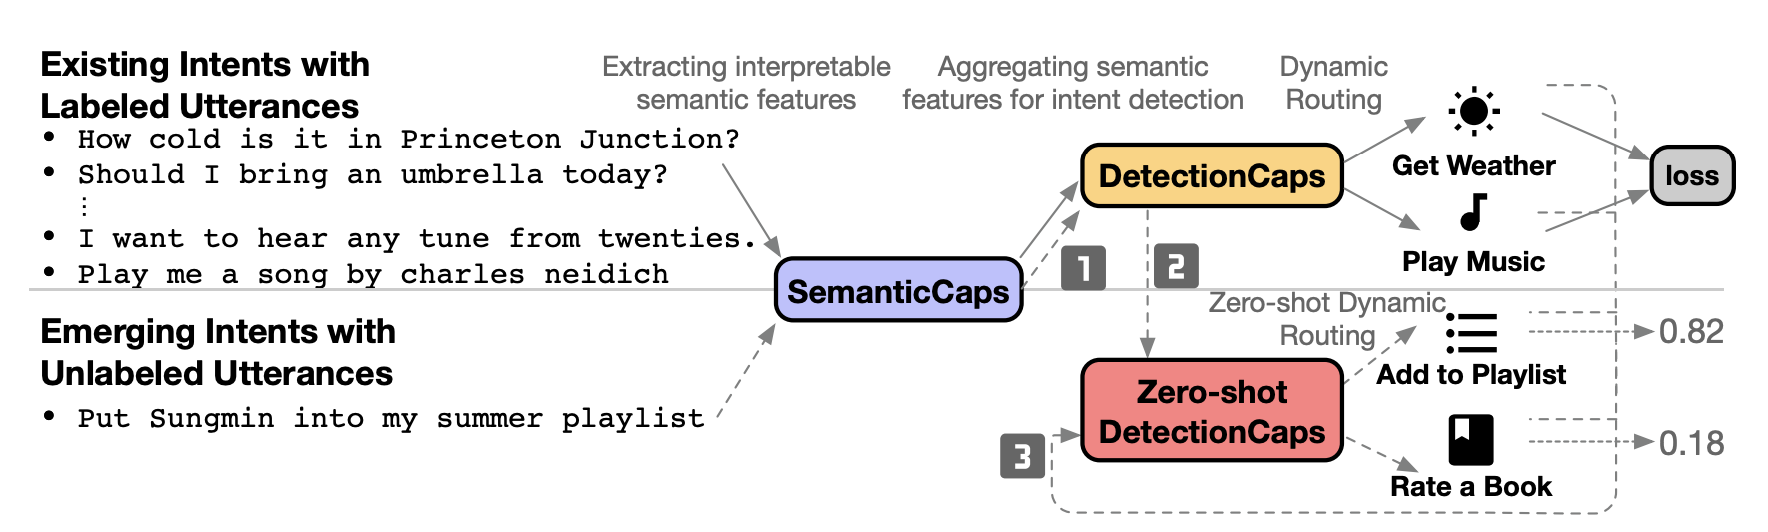 Existing Intents with
Labeled Utterances
• How cold is it in Princeton Junction?
• Should I bring an umbrella today?
⋮
• I want to hear any tune from twenties.
• Play me a song by charles neidich
Emerging Intents with
Unlabeled Utterances
• Put Sungmin into my summer playlist
Extracting interpretable
semantic features
Aggregating semantic
features for intent detection
Dynamic
Routing
SemanticCaps
DetectionCaps
1
2
3
Get Weather
Play Music
loss
Zero-shot Dynamic
Routing
Zero-shot
DetectionCaps
Add to Playlist
Rate a Book
0.82
0.18